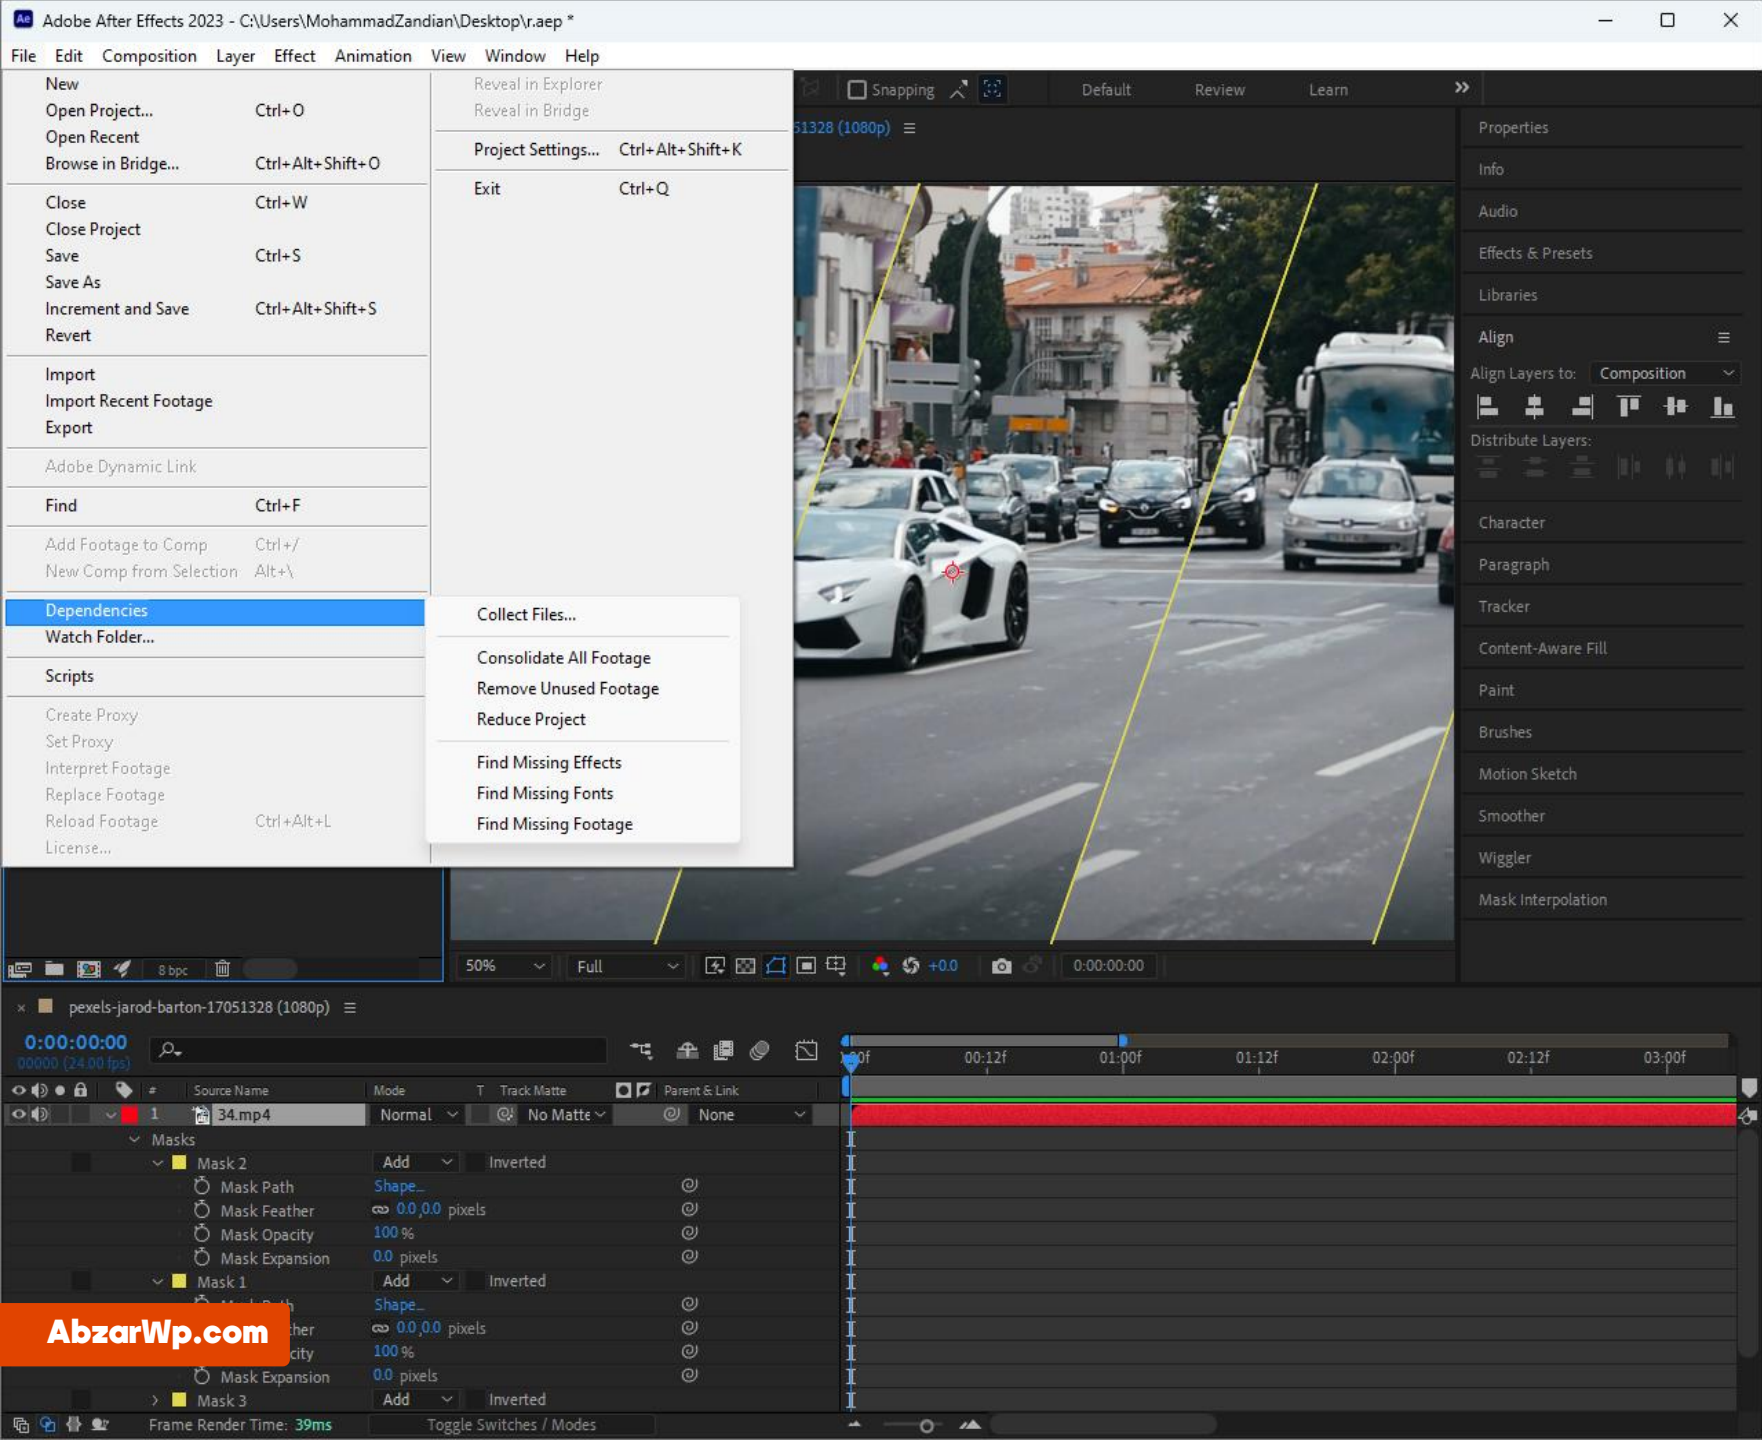 Ae Adobe After Effects 2023 - C:\Users\MohammadZandian\Desktop\r.aep *
File Edit Composition Layer Effect Animation View Window Help
New
Open Project... Ctrl+O
Open Recent
Browse in Bridge... Ctrl+Alt+Shift+O
Close Ctrl+W
Close Project
Save Ctrl+S
Save As
Increment and Save Ctrl+Alt+Shift+S
Revert
Import
Import Recent Footage
Export
Adobe Dynamic Link
Find Ctrl+F
Add Footage to Comp Ctrl+/
New Comp from Selection Alt+\
Dependencies
Watch Folder...
Scripts
Create Proxy
Set Proxy
Interpret Footage
Replace Footage
Reload Footage Ctrl+Alt+L
License...
Reveal in Explorer
Reveal in Bridge
Project Settings... Ctrl+Alt+Shift+K
Exit Ctrl+Q
Collect Files...
Consolidate All Footage
Remove Unused Footage
Reduce Project
Find Missing Effects
Find Missing Fonts
Find Missing Footage
Snapping Default Review Learn
51328 (1080p)
Properties
Info
Audio
Effects & Presets
Libraries
Align
Align Layers to: Composition
Distribute Layers:
Character
Paragraph
Tracker
Content-Aware Fill
Paint
Brushes
Motion Sketch
Smoother
Wiggler
Mask Interpolation
8 bpc
50% Full +0.0 0:00:00:00
pexels-jarod-barton-17051328 (1080p)
0:00:00:00
00000 (24.00 fps)
00f 00:12f 01:00f 01:12f 02:00f 02:12f 03:00f
# Source Name Mode T Track Matte Parent & Link
1 34.mp4 Normal No Matte None
Masks
Mask 2 Add Inverted
Mask Path Shape...
Mask Feather 0.0,0.0 pixels
Mask Opacity 100 %
Mask Expansion 0.0 pixels
Mask 1 Add Inverted
Shape...
ther 0.0,0.0 pixels
city 100 %
Mask Expansion 0.0 pixels
Mask 3 Add Inverted
AbzarWp.com
Frame Render Time: 39ms Toggle Switches / Modes